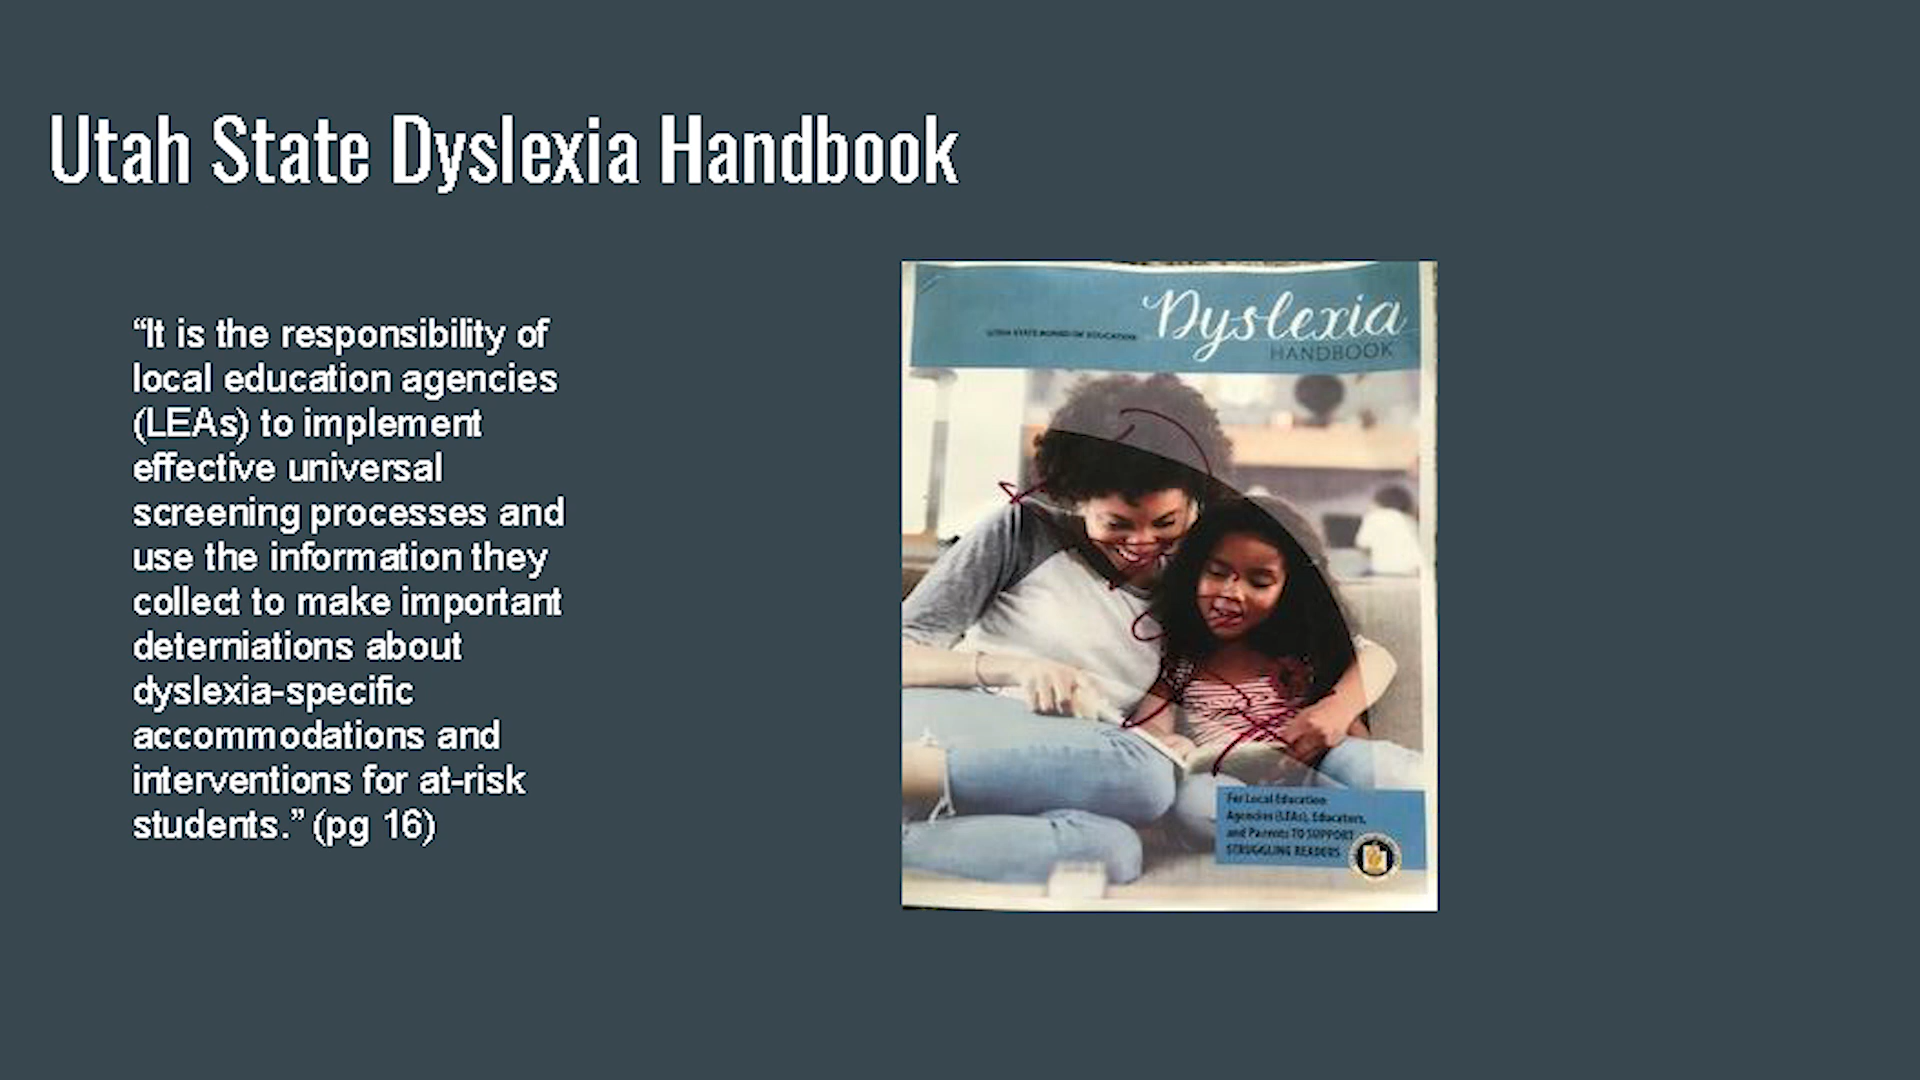 Utah State Dyslexia Handbook
“It is the responsibility of
local education agencies
(LEAs) to implement
effective universal
screening processes and
use the information they
collect to make important
deterniations about
dyslexia-specific
accommodations and
interventions for at-risk
students.” (pg 16)
Dyslexia
UTAH STATE BOARD OF EDUCATION
HANDBOOK
For Local Education
Agencies (LEAs), Educators,
and Parents TO SUPPORT
STRUGGLING READERS